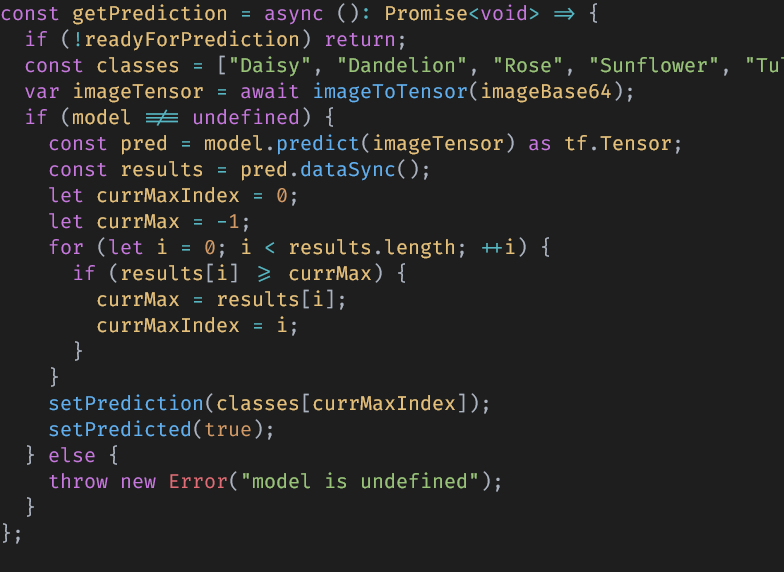 const getPrediction = async (): Promise<void> => {
  if (!readyForPrediction) return;
  const classes = ["Daisy", "Dandelion", "Rose", "Sunflower", "Tul
  var imageTensor = await imageToTensor(imageBase64);
  if (model !== undefined) {
    const pred = model.predict(imageTensor) as tf.Tensor;
    const results = pred.dataSync();
    let currMaxIndex = 0;
    let currMax = -1;
    for (let i = 0; i < results.length; ++i) {
      if (results[i] >= currMax) {
        currMax = results[i];
        currMaxIndex = i;
      }
    }
    setPrediction(classes[currMaxIndex]);
    setPredicted(true);
  } else {
    throw new Error("model is undefined");
  }
};